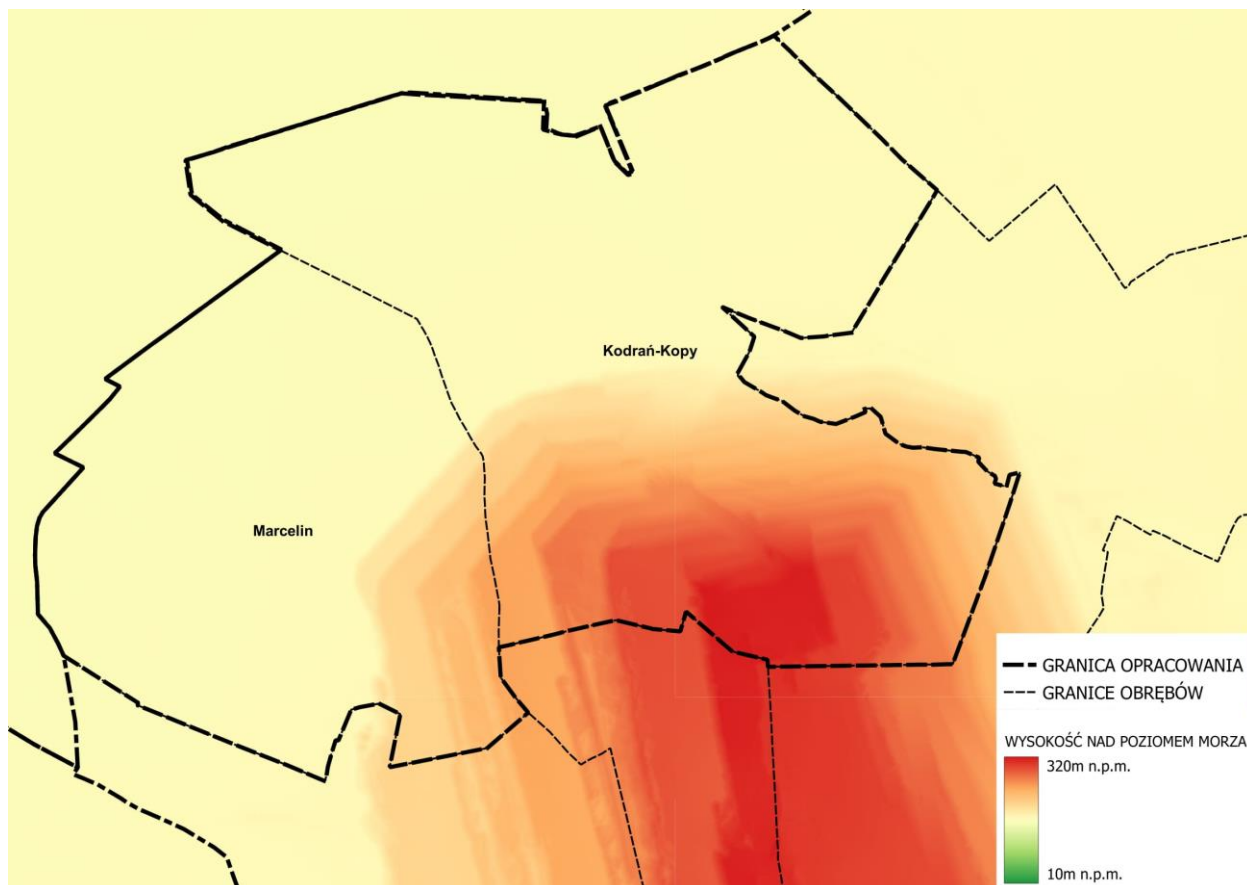 Kodrań-Kopy
Marcelin
GRANICA OPRACOWANIA
GRANICE OBRĘBÓW
WYSOKOŚĆ NAD POZIOMEM MORZA
320m n.p.m.
10m n.p.m.